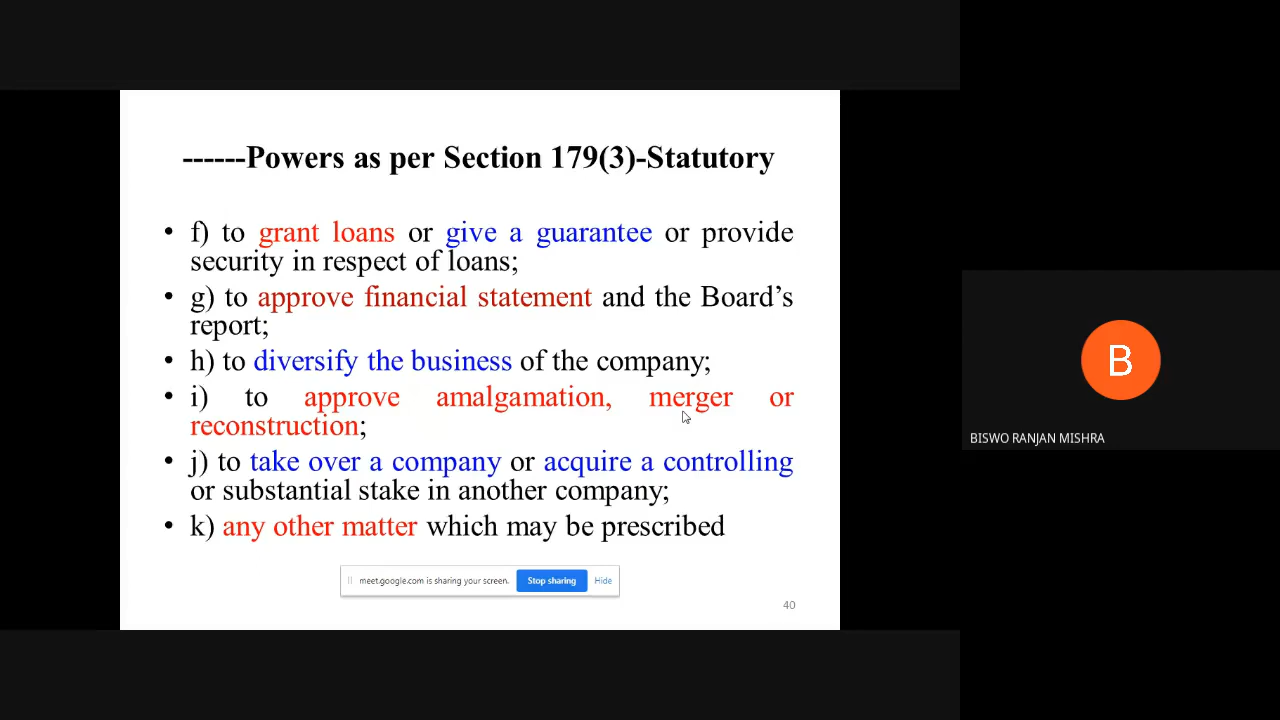 ------Powers as per Section 179(3)-Statutory
• f) to grant loans or give a guarantee or provide
security in respect of loans;
• g) to approve financial statement and the Board’s
report;
• h) to diversify the business of the company;
• i) to approve amalgamation, merger or
reconstruction;
• j) to take over a company or acquire a controlling
or substantial stake in another company;
• k) any other matter which may be prescribed
meet.google.com is sharing your screen. Stop sharing Hide
40
B
BISWO RANJAN MISHRA